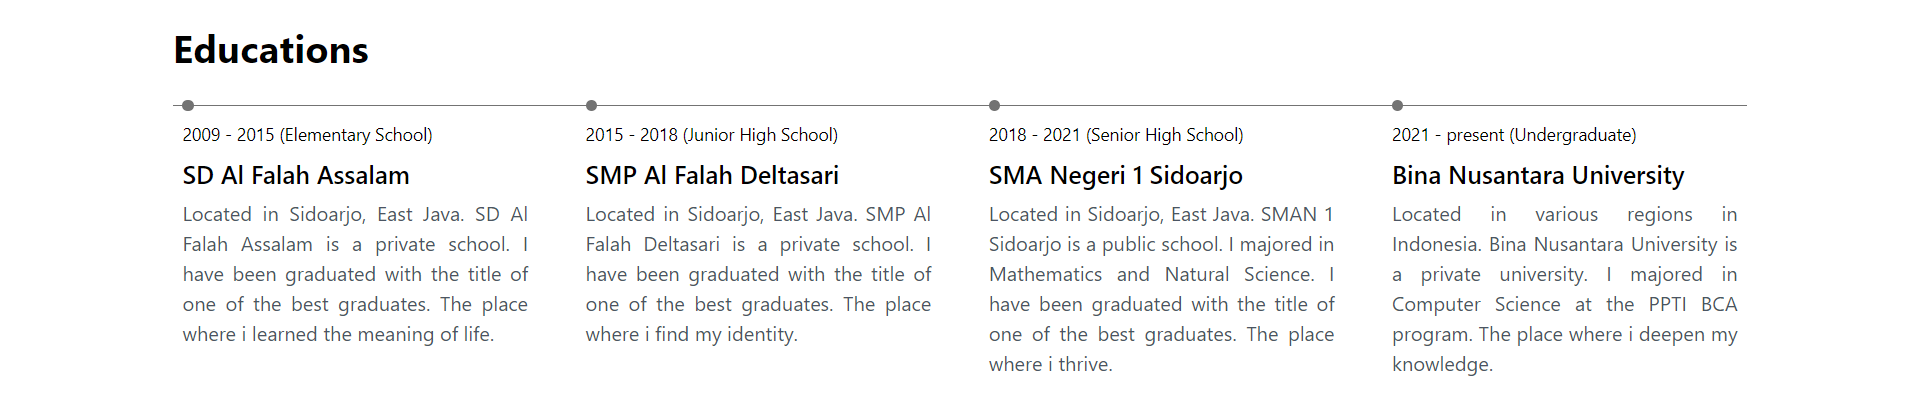 Educations
2009 - 2015 (Elementary School)
SD Al Falah Assalam
Located in Sidoarjo, East Java. SD Al
Falah Assalam is a private school. I
have been graduated with the title of
one of the best graduates. The place
where i learned the meaning of life.
2015 - 2018 (Junior High School)
SMP Al Falah Deltasari
Located in Sidoarjo, East Java. SMP Al
Falah Deltasari is a private school. I
have been graduated with the title of
one of the best graduates. The place
where i find my identity.
2018 - 2021 (Senior High School)
SMA Negeri 1 Sidoarjo
Located in Sidoarjo, East Java. SMAN 1
Sidoarjo is a public school. I majored in
Mathematics and Natural Science. I
have been graduated with the title of
one of the best graduates. The place
where i thrive.
2021 - present (Undergraduate)
Bina Nusantara University
Located in various regions in
Indonesia. Bina Nusantara University is
a private university. I majored in
Computer Science at the PPTI BCA
program. The place where i deepen my
knowledge.